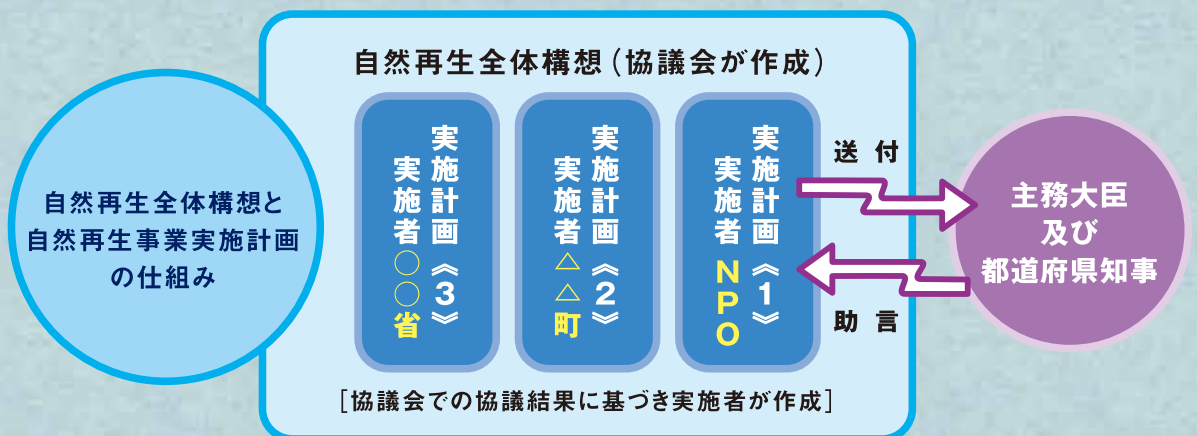 自然再生全体構想と
自然再生事業実施計画
の仕組み
自然再生全体構想（協議会が作成）
実施計画《1》
実施者NPO
実施計画《2》
実施者△△町
実施計画《3》
実施者○○省
［協議会での協議結果に基づき実施者が作成］
送付
助言
主務大臣
及び
都道府県知事